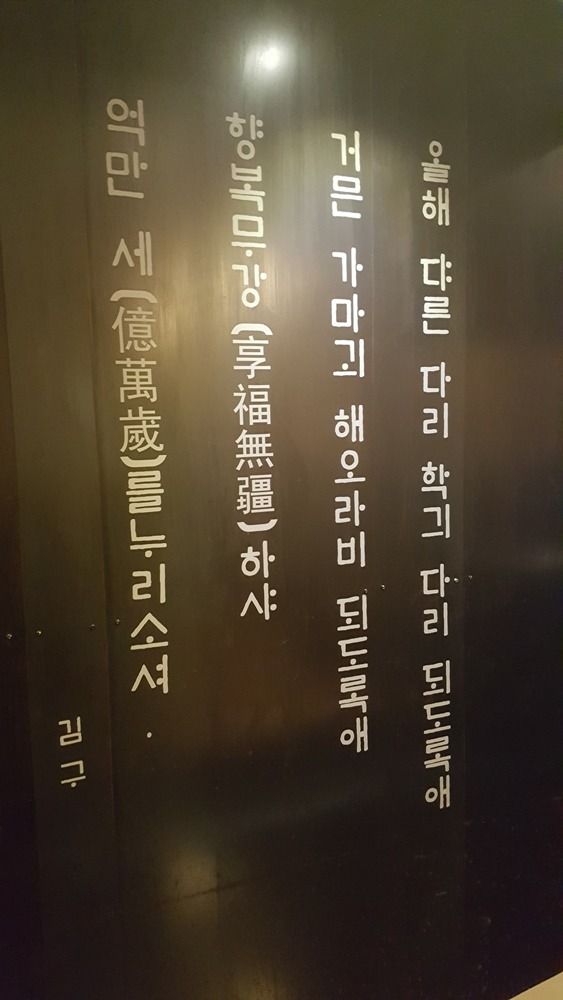 올해 댜른 다리 학긔 다리 되도록애
거믄 가마괴 해오라비 되도록애
향복무강(享福無疆)하샤
억만 세(億萬歲)를누리소셔.
김 구